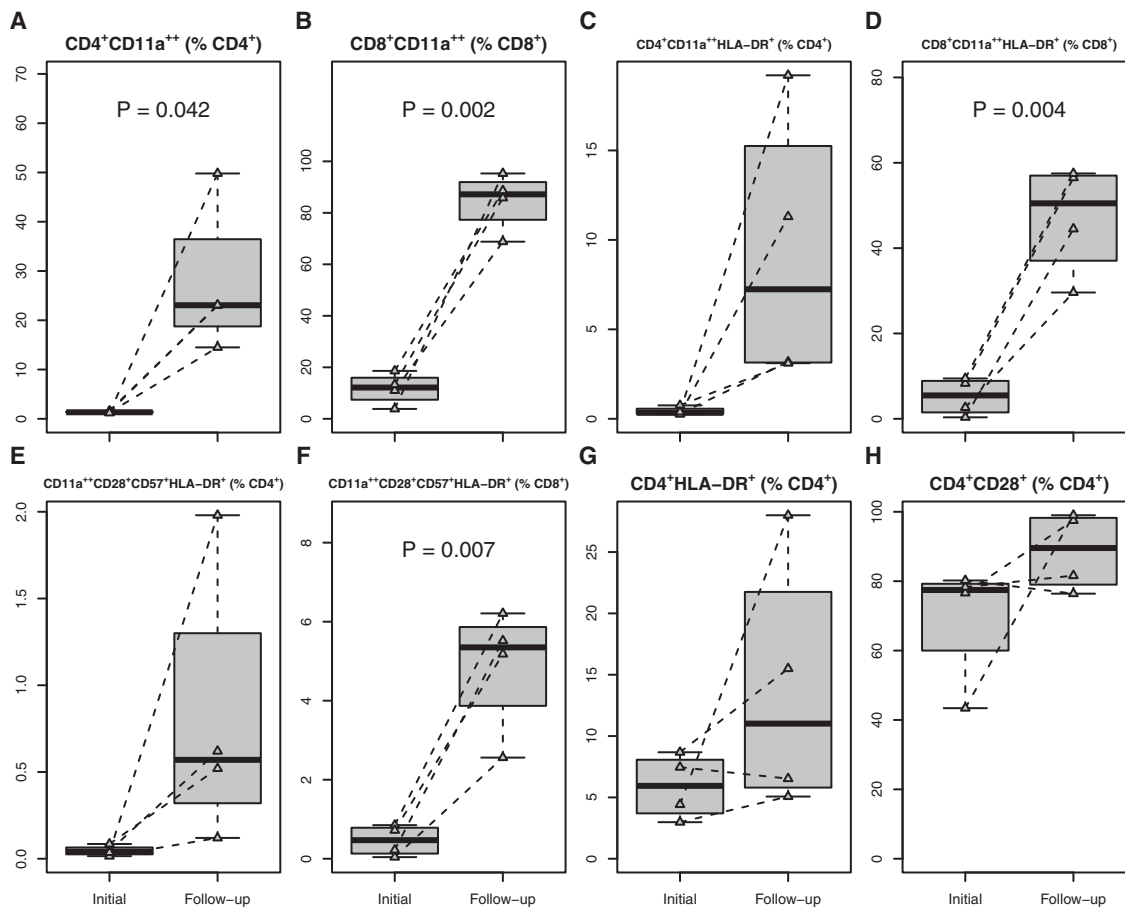 A
CD4⁺CD11a⁺⁺ (% CD4⁺)
P = 0.042
0 10 20 30 40 50 60 70
B
CD8⁺CD11a⁺⁺ (% CD8⁺)
P = 0.002
0 20 40 60 80 100
C
CD4⁺CD11a⁺⁺HLA−DR⁺ (% CD4⁺)
0 5 10 15
D
CD8⁺CD11a⁺⁺HLA−DR⁺ (% CD8⁺)
P = 0.004
0 20 40 60 80
E
CD11a⁺⁺CD28⁺CD57⁺HLA−DR⁺ (% CD4⁺)
0.0 0.5 1.0 1.5 2.0
Initial Follow−up
F
CD11a⁺⁺CD28⁺CD57⁺HLA−DR⁺ (% CD8⁺)
P = 0.007
0 2 4 6 8
Initial Follow−up
G
CD4⁺HLA−DR⁺ (% CD4⁺)
0 5 10 15 20 25
Initial Follow−up
H
CD4⁺CD28⁺ (% CD4⁺)
0 20 40 60 80 100
Initial Follow−up